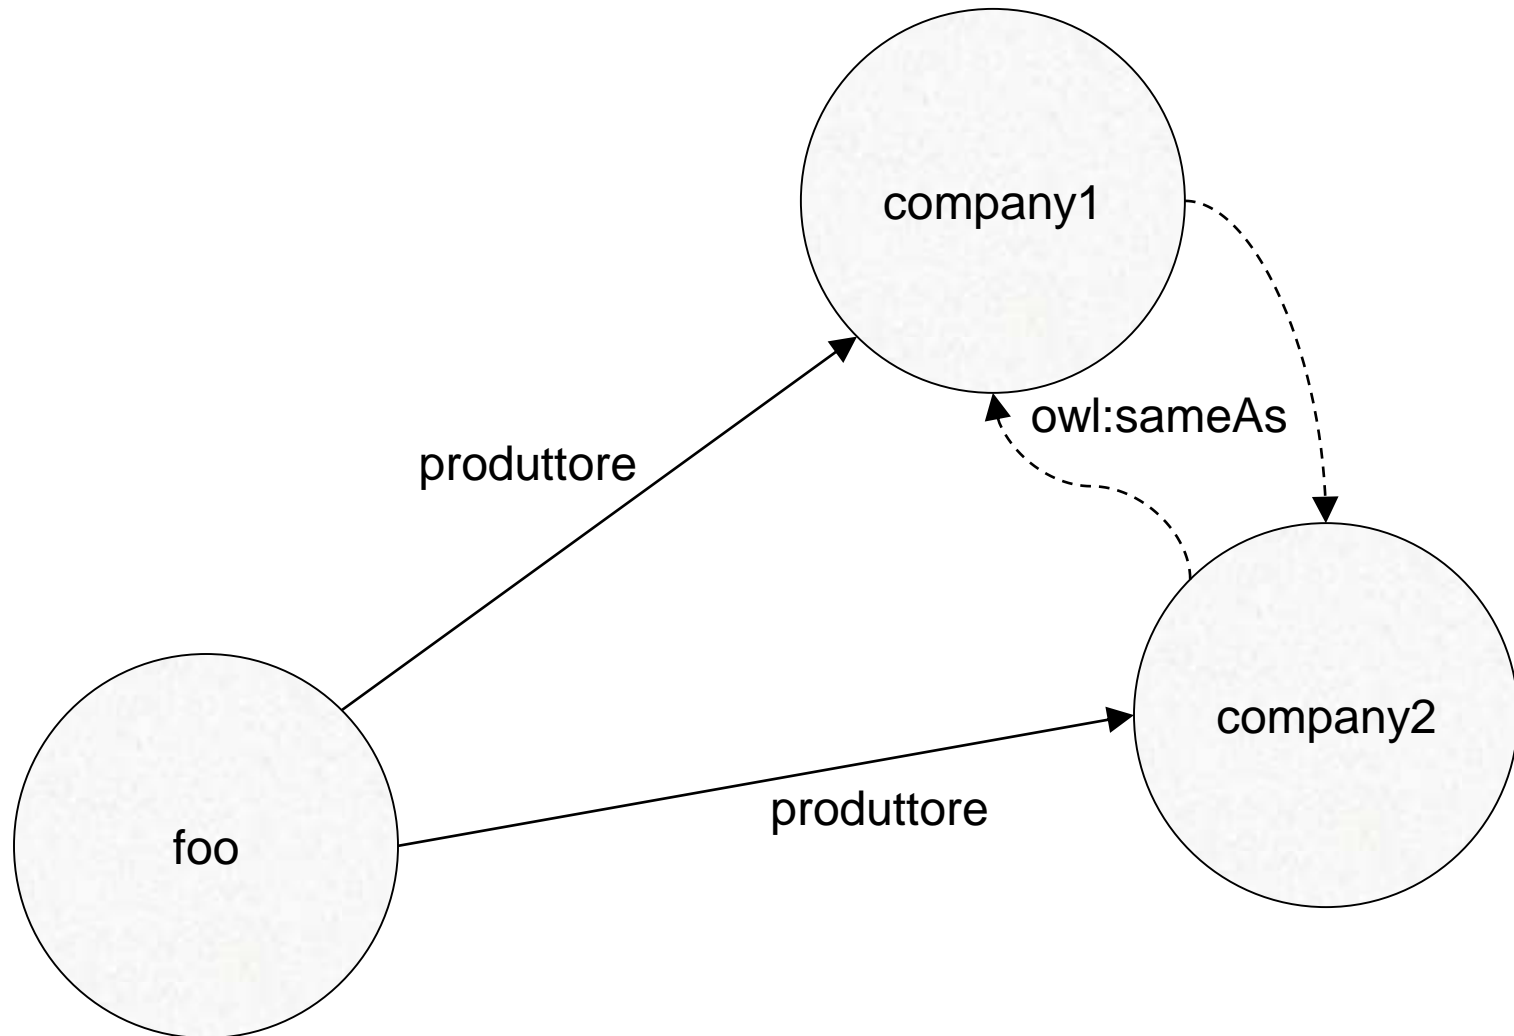 company1
owl:sameAs
produttore
company2
produttore
foo